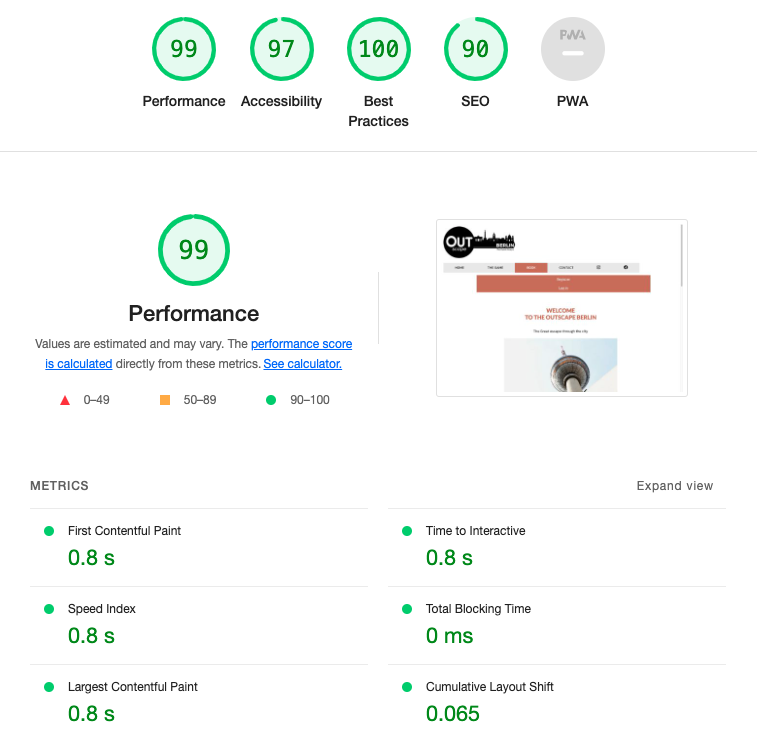 99
97
100
90
PWA
Performance
Accessibility
Best
Practices
SEO
PWA
99
Performance
Values are estimated and may vary. The performance score
is calculated directly from these metrics. See calculator.
0–49
50–89
90–100
OUT
BERLIN
HOME
THE GAME
CONTACT
WELCOME
TO THE OUTSCAPE BERLIN
The Great escape through the city
METRICS
Expand view
First Contentful Paint
0.8 s
Time to Interactive
0.8 s
Speed Index
0.8 s
Total Blocking Time
0 ms
Largest Contentful Paint
0.8 s
Cumulative Layout Shift
0.065